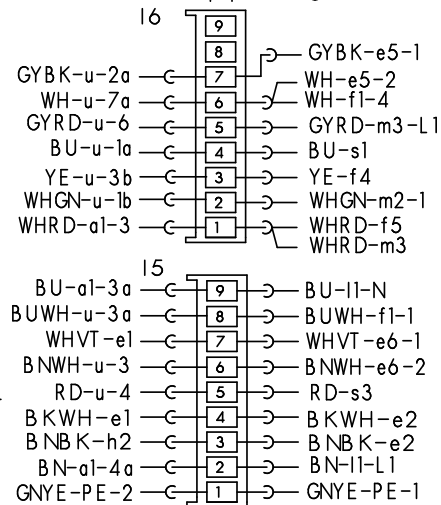 I6
9
8
GYBK-e5-1
GYBK-u-2a 7
WH-e5-2
WH-u-7a 6 WH-f1-4
GYRD-u-6 5 GYRD-m3-L1
BU-u-1a 4 BU-s1
YE-u-3b 3 YE-f4
WHGN-u-1b 2 WHGN-m2-1
WHRD-a1-3 1 WHRD-f5
WHRD-m3
I5
BU-a1-3a 9 BU-I1-N
BUWH-u-3a 8 BUWH-f1-1
WHVT-e1 7 WHVT-e6-1
BNWH-u-3 6 BNWH-e6-2
RD-u-4 5 RD-s3
BKWH-e1 4 BKWH-e2
BNBK-h2 3 BNBK-e2
BN-a1-4a 2 BN-I1-L1
GNYE-PE-2 1 GNYE-PE-1